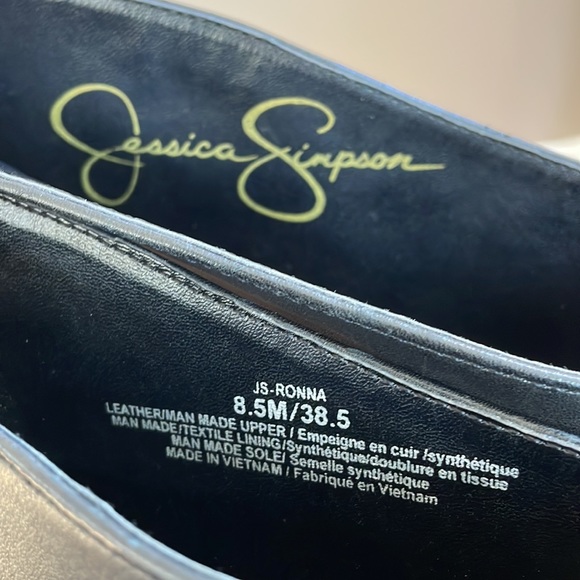 Jessica Simpson
JS-RONNA
8.5M/38.5
LEATHER/MAN MADE UPPER / Empeigne en cuir /synthétique
MAN MADE/TEXTILE LINING/Synthétique/doublure en tissue
MAN MADE SOLE/ Semelle synthétique
MADE IN VIETNAM / Fabriqué en Vietnam